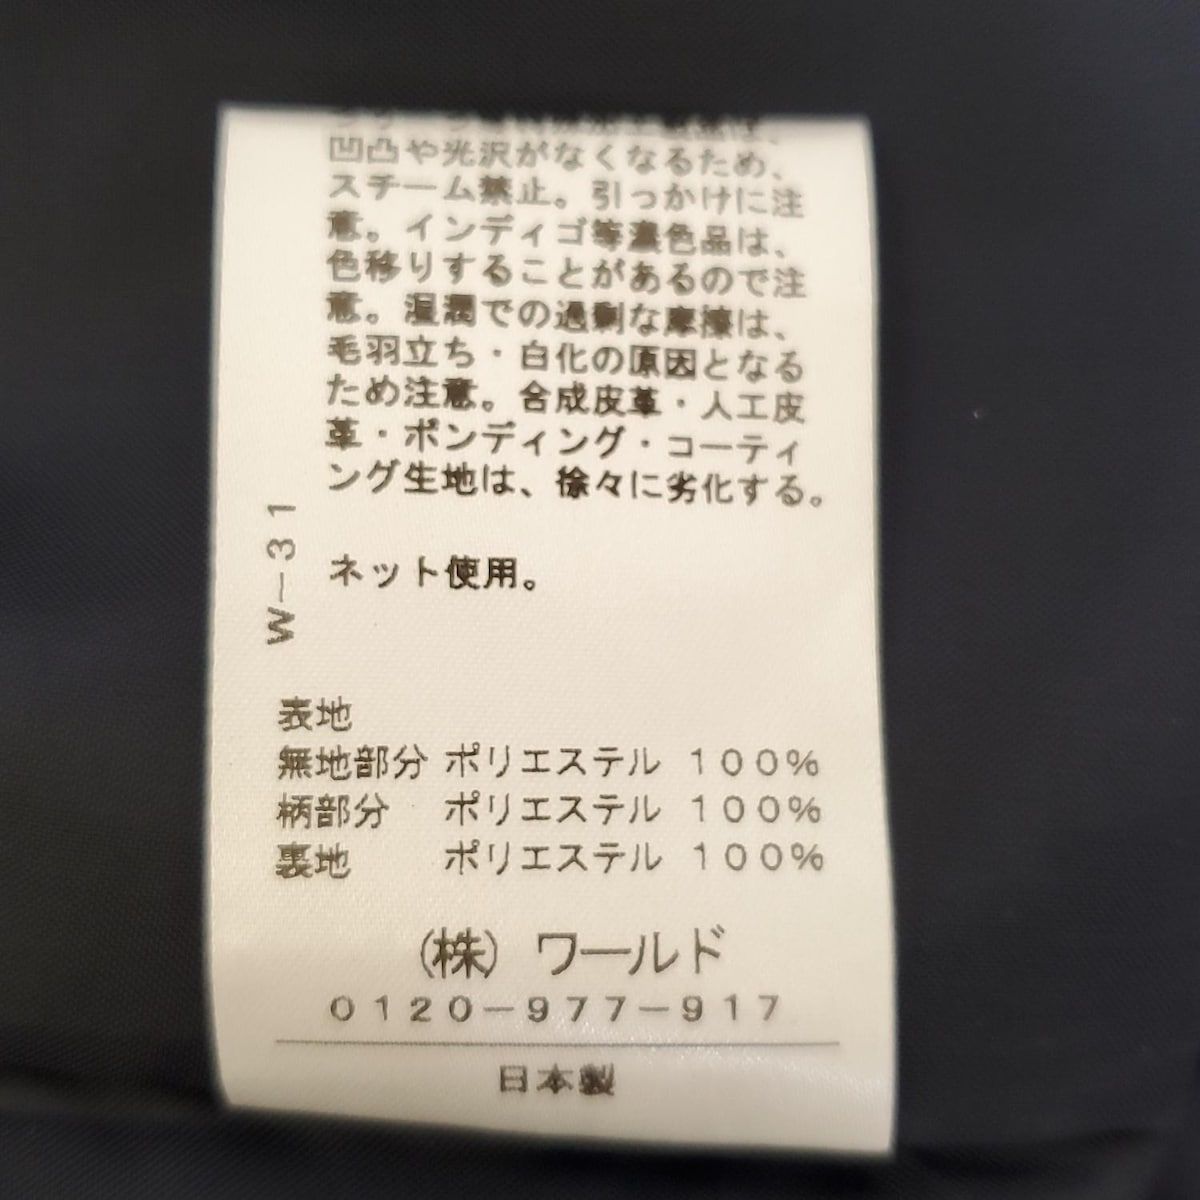 凹凸や光沢がなくなるため、
スチーム禁止。引っかけに注
意。インディゴ等濃色品は、
色移りすることがあるので注
意。湿潤での過剰な摩擦は、
毛羽立ち・白化の原因となる
ため注意。合成皮革・人工皮
革・ボンディング・コーティ
ング生地は、徐々に劣化する。
ネット使用。
W-31
表地
無地部分 ポリエステル 100%
柄部分 ポリエステル 100%
裏地 ポリエステル 100%
(株) ワールド
0120-977-917
日本製